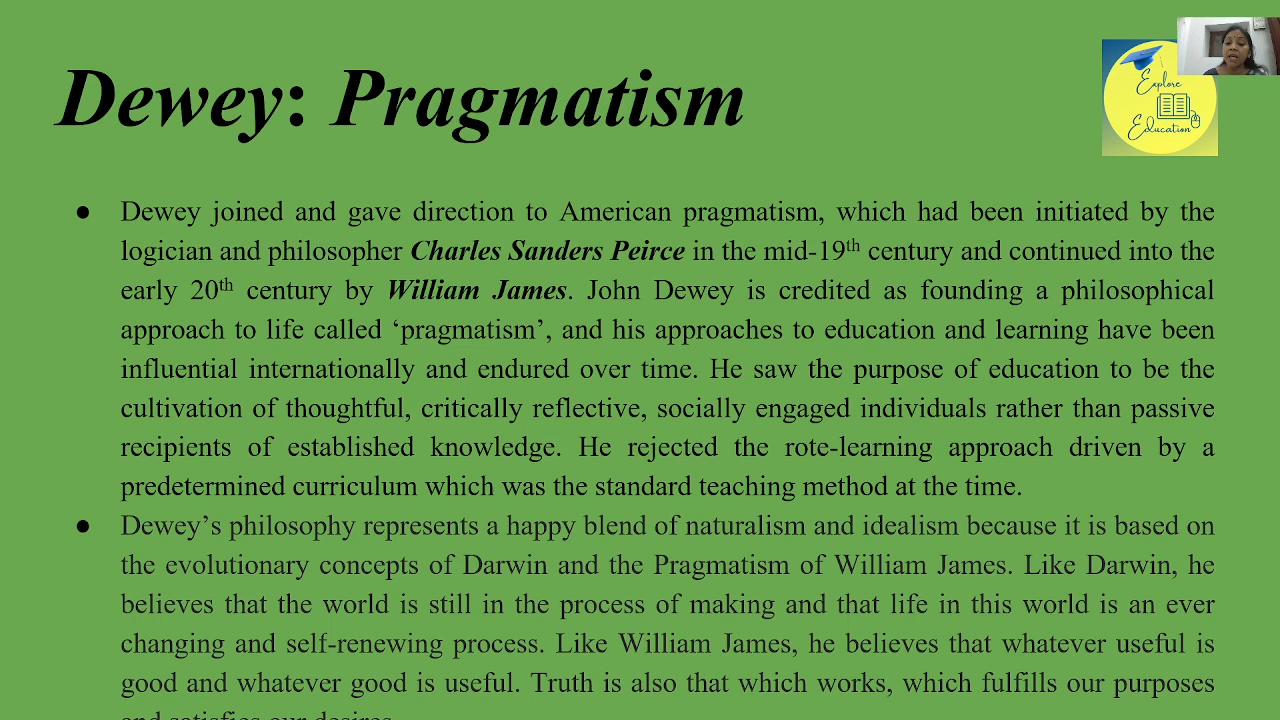 Dewey: Pragmatism
Explore
Education
● Dewey joined and gave direction to American pragmatism, which had been initiated by the
logician and philosopher Charles Sanders Peirce in the mid-19th century and continued into the
early 20th century by William James. John Dewey is credited as founding a philosophical
approach to life called ‘pragmatism’, and his approaches to education and learning have been
influential internationally and endured over time. He saw the purpose of education to be the
cultivation of thoughtful, critically reflective, socially engaged individuals rather than passive
recipients of established knowledge. He rejected the rote-learning approach driven by a
predetermined curriculum which was the standard teaching method at the time.
● Dewey’s philosophy represents a happy blend of naturalism and idealism because it is based on
the evolutionary concepts of Darwin and the Pragmatism of William James. Like Darwin, he
believes that the world is still in the process of making and that life in this world is an ever
changing and self-renewing process. Like William James, he believes that whatever useful is
good and whatever good is useful. Truth is also that which works, which fulfills our purposes
and satisfies our desires.